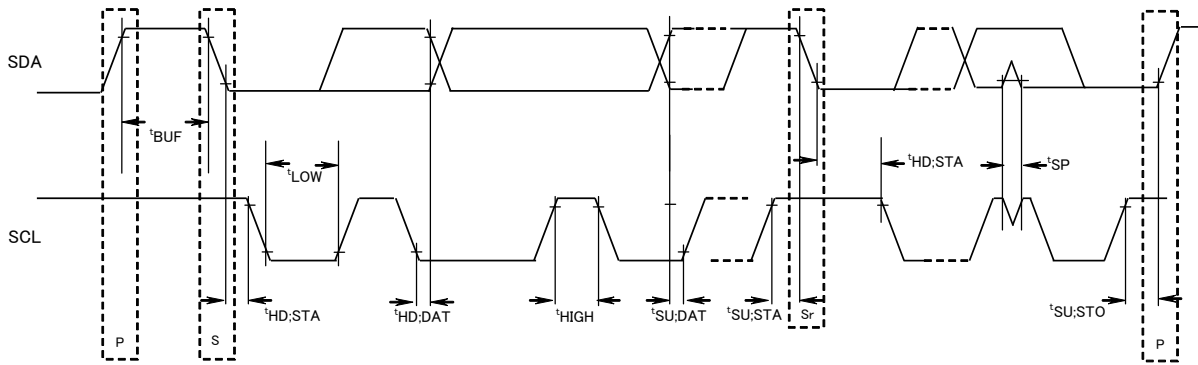 SDA
tBUF
tLOW
tHD;STA
tSP
SCL
tHD;STA
tHD;DAT
tHIGH
tSU;DAT
tSU;STA
Sr
tSU;STO
P
S
P